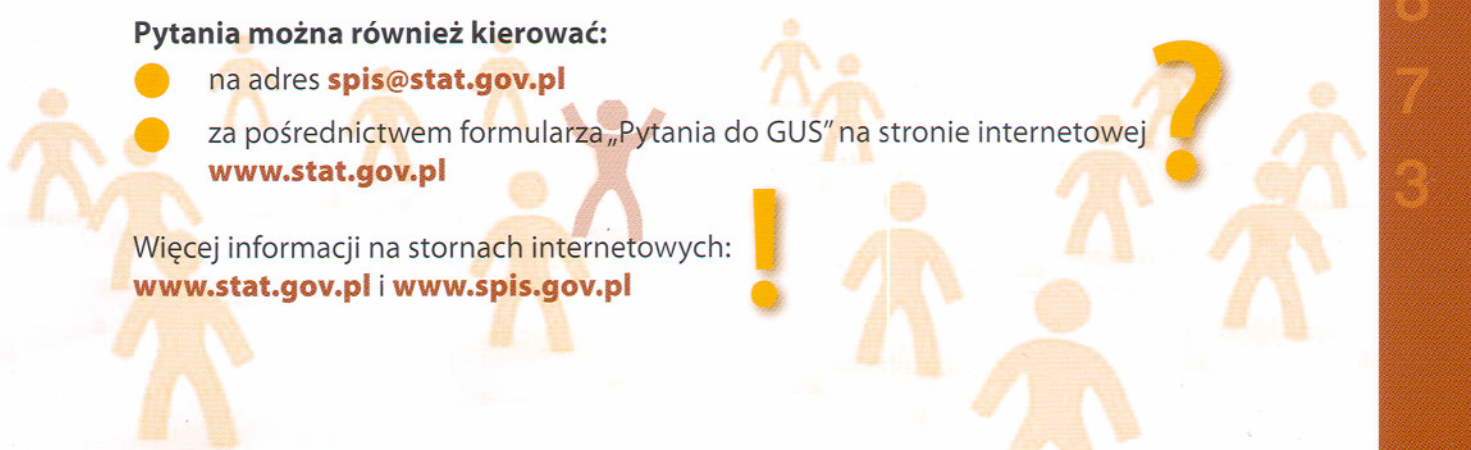 Pytania można również kierować:
na adres spis@stat.gov.pl
za pośrednictwem formularza „Pytania do GUS” na stronie internetowej
www.stat.gov.pl
Więcej informacji na stornach internetowych:
www.stat.gov.pl i www.spis.gov.pl
?
!
7
3